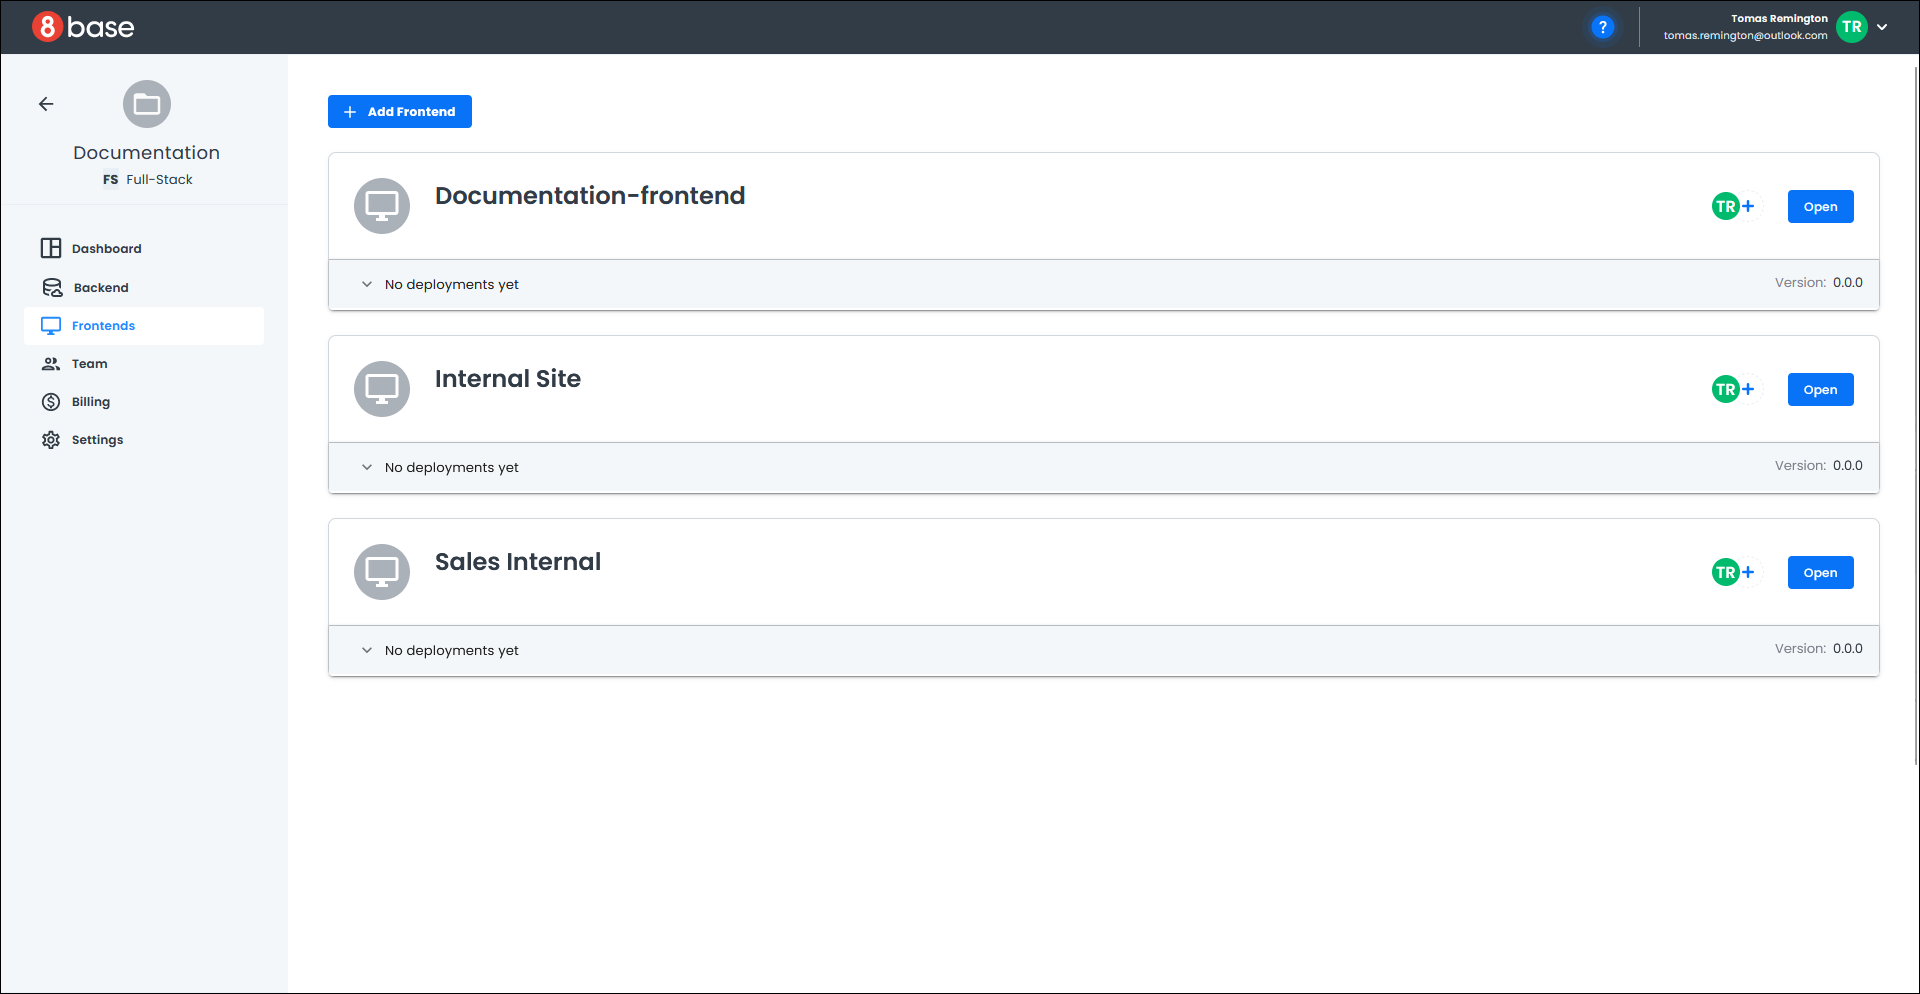 8base
?
Tomas Remington
tomas.remington@outlook.com
TR
Documentation
FS Full-Stack
Dashboard
Backend
Frontends
Team
Billing
Settings
+ Add Frontend
Documentation-frontend
TR +
Open
No deployments yet
Version: 0.0.0
Internal Site
TR +
Open
No deployments yet
Version: 0.0.0
Sales Internal
TR +
Open
No deployments yet
Version: 0.0.0